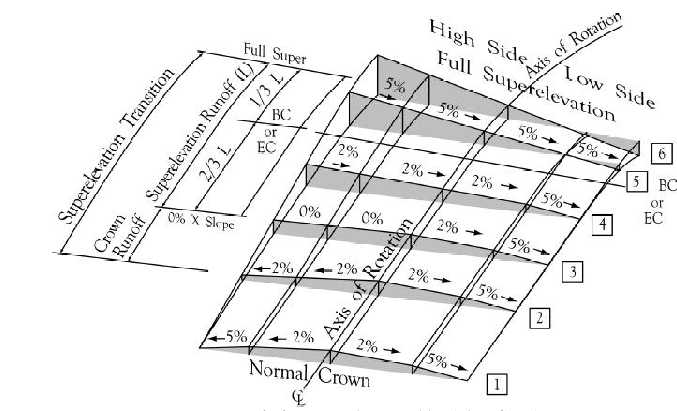 High Side
Axis of Rotation
Low Side
Full Superelevation
Full Super
Superelevation Transition
Superelevation Runoff (L)
1/3 L
BC
or
EC
2/3 L
0% X Slope
Crown
Runoff
5%
5%
5%
5%
6
5
BC
or
EC
2%
2%
2%
5%
4
0%
0%
2%
5%
3
2%
2%
2%
5%
2
Axis of Rotation
5%
2%
2%
5%
1
Normal Crown
℄